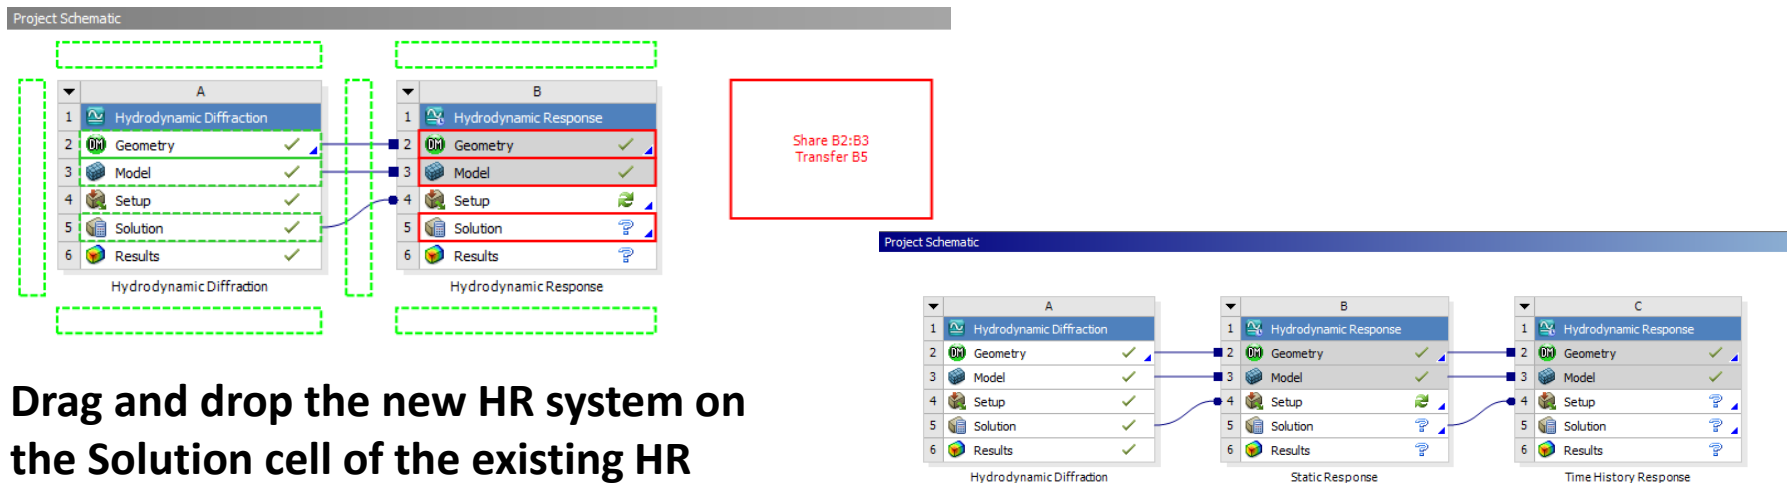 Project Schematic
A
1 Hydrodynamic Diffraction
2 DM Geometry
3 Model
4 Setup
5 Solution
6 Results
Hydrodynamic Diffraction
B
1 Hydrodynamic Response
2 DM Geometry
3 Model
4 Setup
5 Solution ?
6 Results ?
Hydrodynamic Response
Share B2:B3
Transfer B5
Drag and drop the new HR system on
the Solution cell of the existing HR
Project Schematic
A
1 Hydrodynamic Diffraction
2 DM Geometry
3 Model
4 Setup
5 Solution
6 Results
Hydrodynamic Diffraction
B
1 Hydrodynamic Response
2 DM Geometry
3 Model
4 Setup
5 Solution ?
6 Results ?
Static Response
C
1 Hydrodynamic Response
2 DM Geometry
3 Model
4 Setup ?
5 Solution ?
6 Results ?
Time History Response